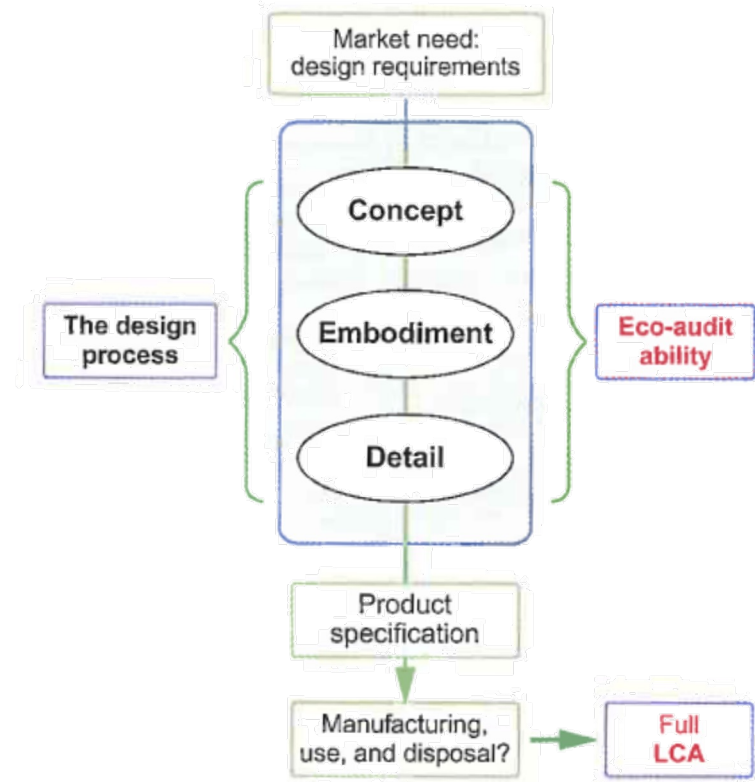 Market need:
design requirements
Concept
The design
process
Embodiment
Eco-audit
ability
Detail
Product
specification
Manufacturing,
use, and disposal?
Full
LCA